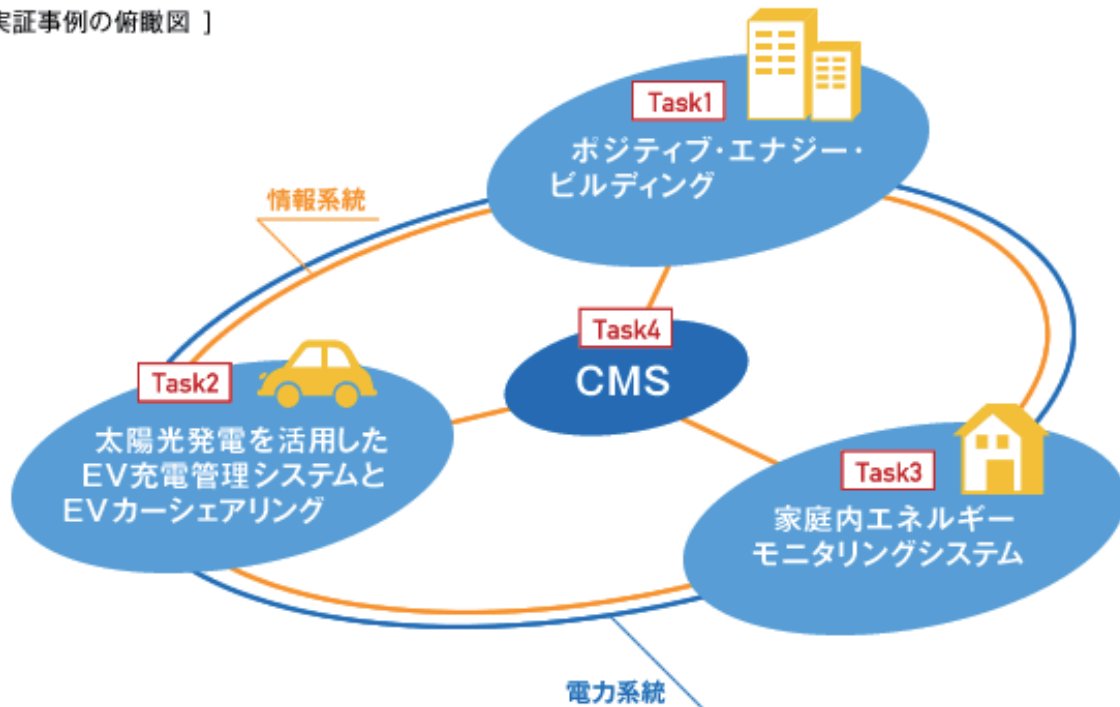 実証事例の俯瞰図 ]
Task1
ポジティブ・エナジー・
ビルディング
情報系統
Task4
CMS
Task2
太陽光発電を活用した
EV充電管理システムと
EVカーシェアリング
Task3
家庭内エネルギー
モニタリングシステム
電力系統